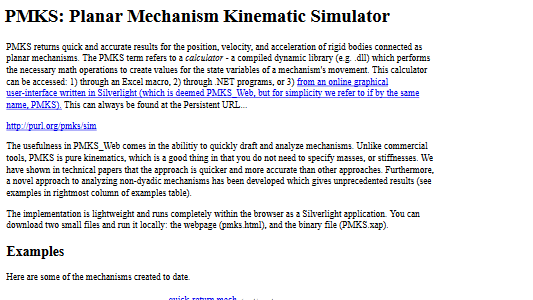 PMKS: Planar Mechanism Kinematic Simulator
PMKS returns quick and accurate results for the position, velocity, and acceleration of rigid bodies connected as
planar mechanisms. The PMKS term refers to a calculator - a compiled dynamic library (e.g. .dll) which performs
the necessary math operations to create values for the state variables of a mechanism's movement. This calculator
can be accessed: 1) through an Excel macro, 2) through .NET programs, or 3) from an online graphical
user-interface written in Silverlight (which is deemed PMKS_Web, but for simplicity we refer to if by the same
name, PMKS). This can always be found at the Persistent URL...
http://purl.org/pmks/sim
The usefulness in PMKS_Web comes in the abilitiy to quickly draft and analyze mechanisms. Unlike commercial
tools, PMKS is pure kinematics, which is a good thing in that you do not need to specify masses, or stiffnesses. We
have shown in technical papers that the approach is quicker and more accurate than other approaches. Furthermore,
a novel approach to analyzing non-dyadic mechanisms has been developed which gives unprecedented results (see
examples in rightmost column of examples table).
The implementation is lightweight and runs completely within the browser as a Silverlight application. You can
download two small files and run it locally: the webpage (pmks.html), and the binary file (PMKS.xap).
Examples
Here are some of the mechanisms created to date.
quick-return mech